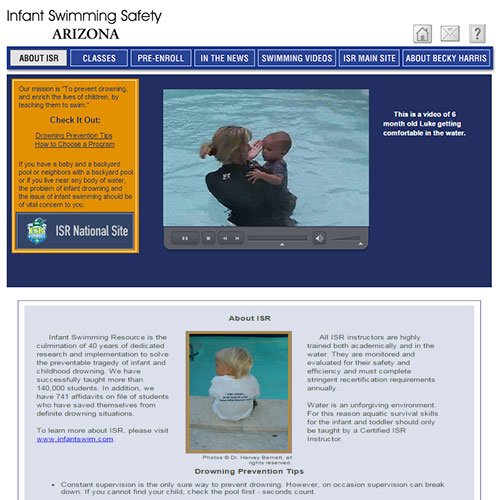 Infant Swimming Safety
ARIZONA
ABOUT ISR
CLASSES
PRE-ENROLL
IN THE NEWS
SWIMMING VIDEOS
ISR MAIN SITE
ABOUT BECKY HARRIS
Our mission is "To prevent drowning,
and enrich the lives of children, by
teaching them to swim."
Check It Out:
Drowning Prevention Tips
How to Choose a Program
If you have a baby and a backyard
pool or neighbors with a backyard pool
or if you live near any body of water,
the problem of infant drowning and
the issue of infant swimming should be
of vital concern to you.
ISR
ISR National Site
This is a video of 6
month old Luke getting
comfortable in the water.
About ISR
Infant Swimming Resource is the
culmination of 40 years of dedicated
research and implementation to solve
the preventable tragedy of infant and
childhood drowning. We have
successfully taught more than
140,000 students. In addition, we
have 741 affidavits on file of students
who have saved themselves from
definite drowning situations.
To learn more about ISR, please visit
www.infantswim.com.
Photos © Dr. Harvey Barnett, all
rights reserved.
All ISR instructors are highly
trained both academically and in the
water. They are monitored and
evaluated for their safety and
efficiency and must complete
stringent recertification requirements
annually.
Water is an unforgiving environment.
For this reason aquatic survival skills
for the infant and toddler should only
be taught by a Certified ISR
Instructor.
Drowning Prevention Tips
• Constant supervision is the only sure way to prevent drowning. However, on occasion supervision can break
down. If you cannot find your child, check the pool first - seconds count.